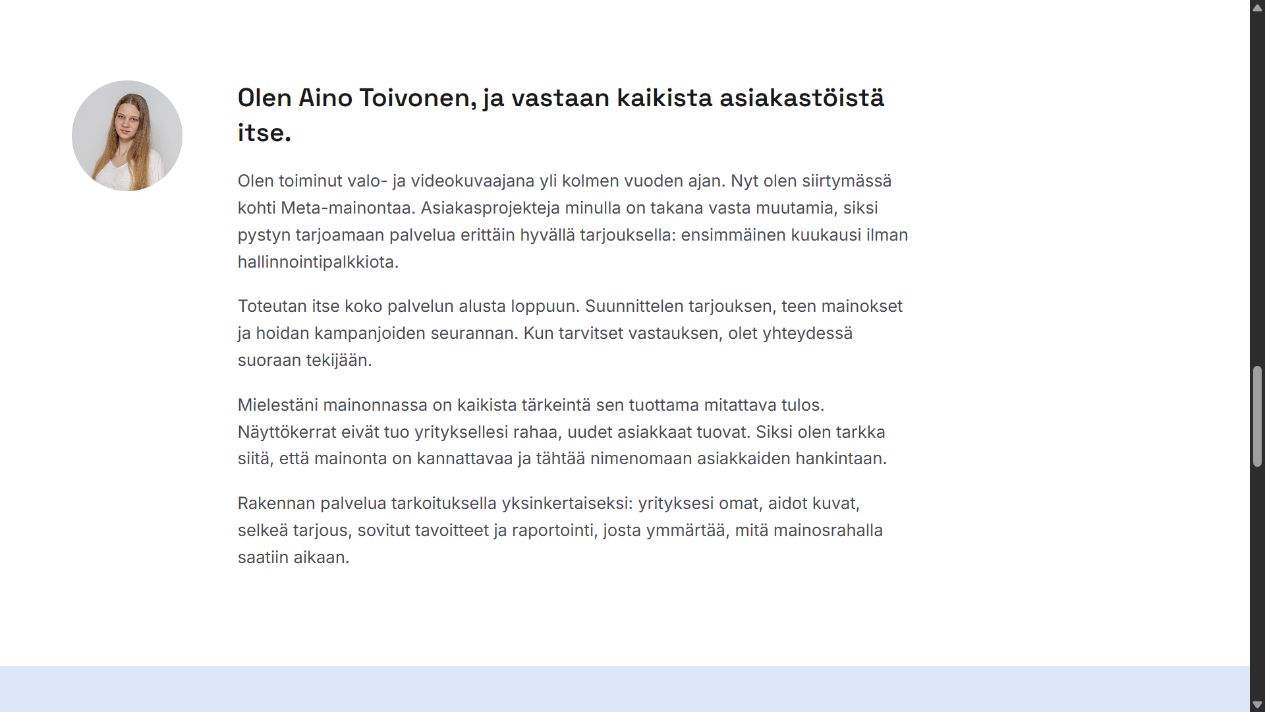 Olen Aino Toivonen, ja vastaan kaikista asiakastöistä
itse.
Olen toiminut valo- ja videokuvaajana yli kolmen vuoden ajan. Nyt olen siirtymässä
kohti Meta-mainontaa. Asiakasprojekteja minulla on takana vasta muutamia, siksi
pystyn tarjoamaan palvelua erittäin hyvällä tarjouksella: ensimmäinen kuukausi ilman
hallinnointipalkkiota.
Toteutan itse koko palvelun alusta loppuun. Suunnittelen tarjouksen, teen mainokset
ja hoidan kampanjoiden seurannan. Kun tarvitset vastauksen, olet yhteydessä
suoraan tekijään.
Mielestäni mainonnassa on kaikista tärkeintä sen tuottama mitattava tulos.
Näyttökerrat eivät tuo yrityksellesi rahaa, uudet asiakkaat tuovat. Siksi olen tarkka
siitä, että mainonta on kannattavaa ja tähtää nimenomaan asiakkaiden hankintaan.
Rakennan palvelua tarkoituksella yksinkertaiseksi: yrityksesi omat, aidot kuvat,
selkeä tarjous, sovitut tavoitteet ja raportointi, josta ymmärtää, mitä mainosrahalla
saatiin aikaan.